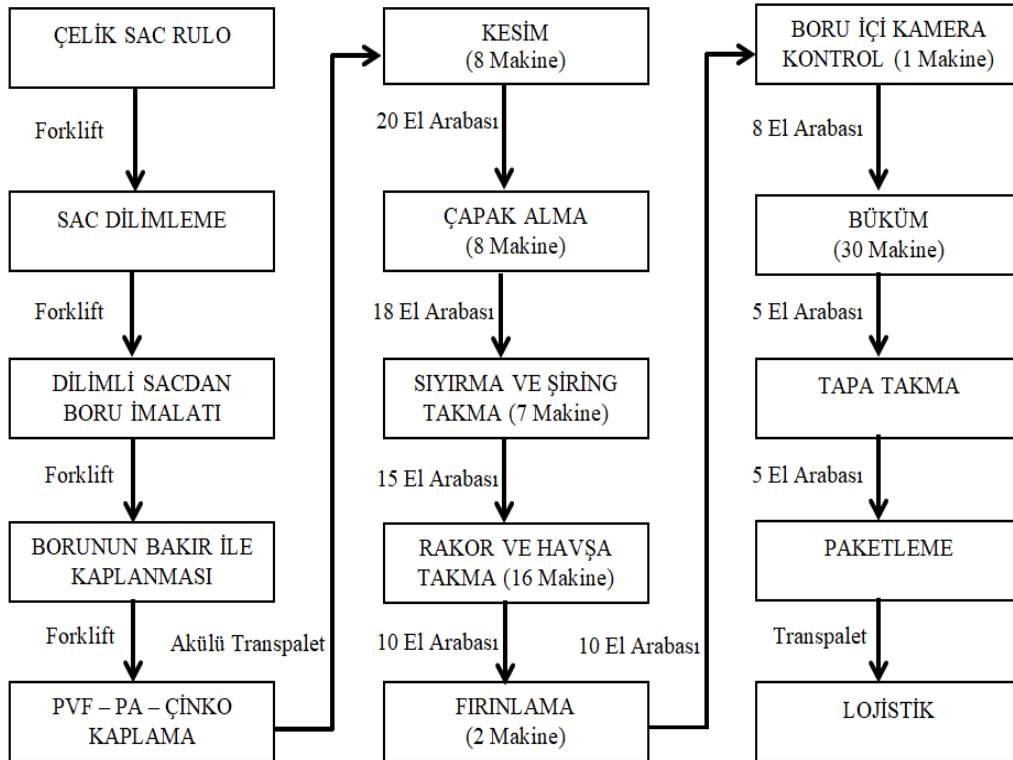 ÇELİK SAC RULO
Forklift
SAC DİLİMLEME
Forklift
DİLİMLİ SACDAN
BORU İMALATI
Forklift
BORUNUN BAKIR İLE
KAPLANMASI
Forklift
PVF – PA – ÇİNKO
KAPLAMA
Akülü Transpalet
KESİM
(8 Makine)
20 El Arabası
ÇAPAK ALMA
(8 Makine)
18 El Arabası
SIYIRMA VE ŞİRİNG
TAKMA (7 Makine)
15 El Arabası
RAKOR VE HAVŞA
TAKMA (16 Makine)
10 El Arabası
FIRINLAMA
(2 Makine)
10 El Arabası
BORU İÇİ KAMERA
KONTROL (1 Makine)
8 El Arabası
BÜKÜM
(30 Makine)
5 El Arabası
TAPA TAKMA
5 El Arabası
PAKETLEME
Transpalet
LOJİSTİK